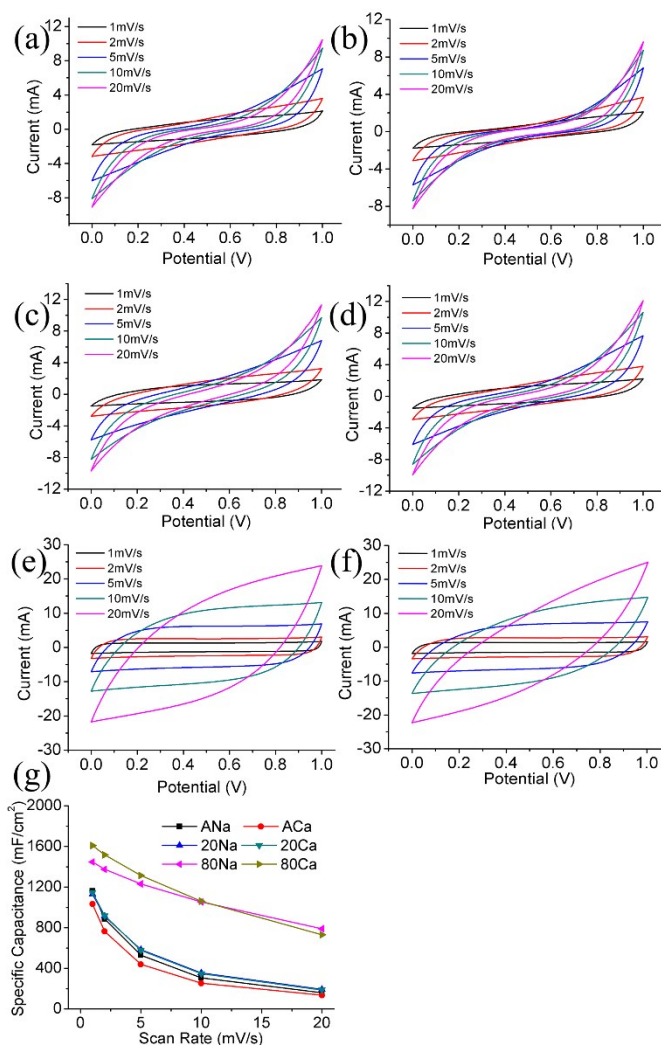 (a)
1mV/s
2mV/s
5mV/s
10mV/s
20mV/s
12
8
4
0
-4
-8
0.0 0.2 0.4 0.6 0.8 1.0
Current (mA)
Potential (V)
(b)
1mV/s
2mV/s
5mV/s
10mV/s
20mV/s
12
8
4
0
-4
-8
0.0 0.2 0.4 0.6 0.8 1.0
Current (mA)
Potential (V)
(c)
1mV/s
2mV/s
5mV/s
10mV/s
20mV/s
12
8
4
0
-4
-8
-12
0.0 0.2 0.4 0.6 0.8 1.0
Current (mA)
Potential (V)
(d)
1mV/s
2mV/s
5mV/s
10mV/s
20mV/s
12
8
4
0
-4
-8
-12
0.0 0.2 0.4 0.6 0.8 1.0
Current (mA)
Potential (V)
(e)
1mV/s
2mV/s
5mV/s
10mV/s
20mV/s
30
20
10
0
-10
-20
-30
0.0 0.2 0.4 0.6 0.8 1.0
Current (mA)
Potential (V)
(f)
1mV/s
2mV/s
5mV/s
10mV/s
20mV/s
30
20
10
0
-10
-20
-30
0.0 0.2 0.4 0.6 0.8 1.0
Current (mA)
Potential (V)
(g)
ANa ACa
20Na 20Ca
80Na 80Ca
2000
1600
1200
800
400
0
0 5 10 15 20
Specific Capacitance (mF/cm²)
Scan Rate (mV/s)